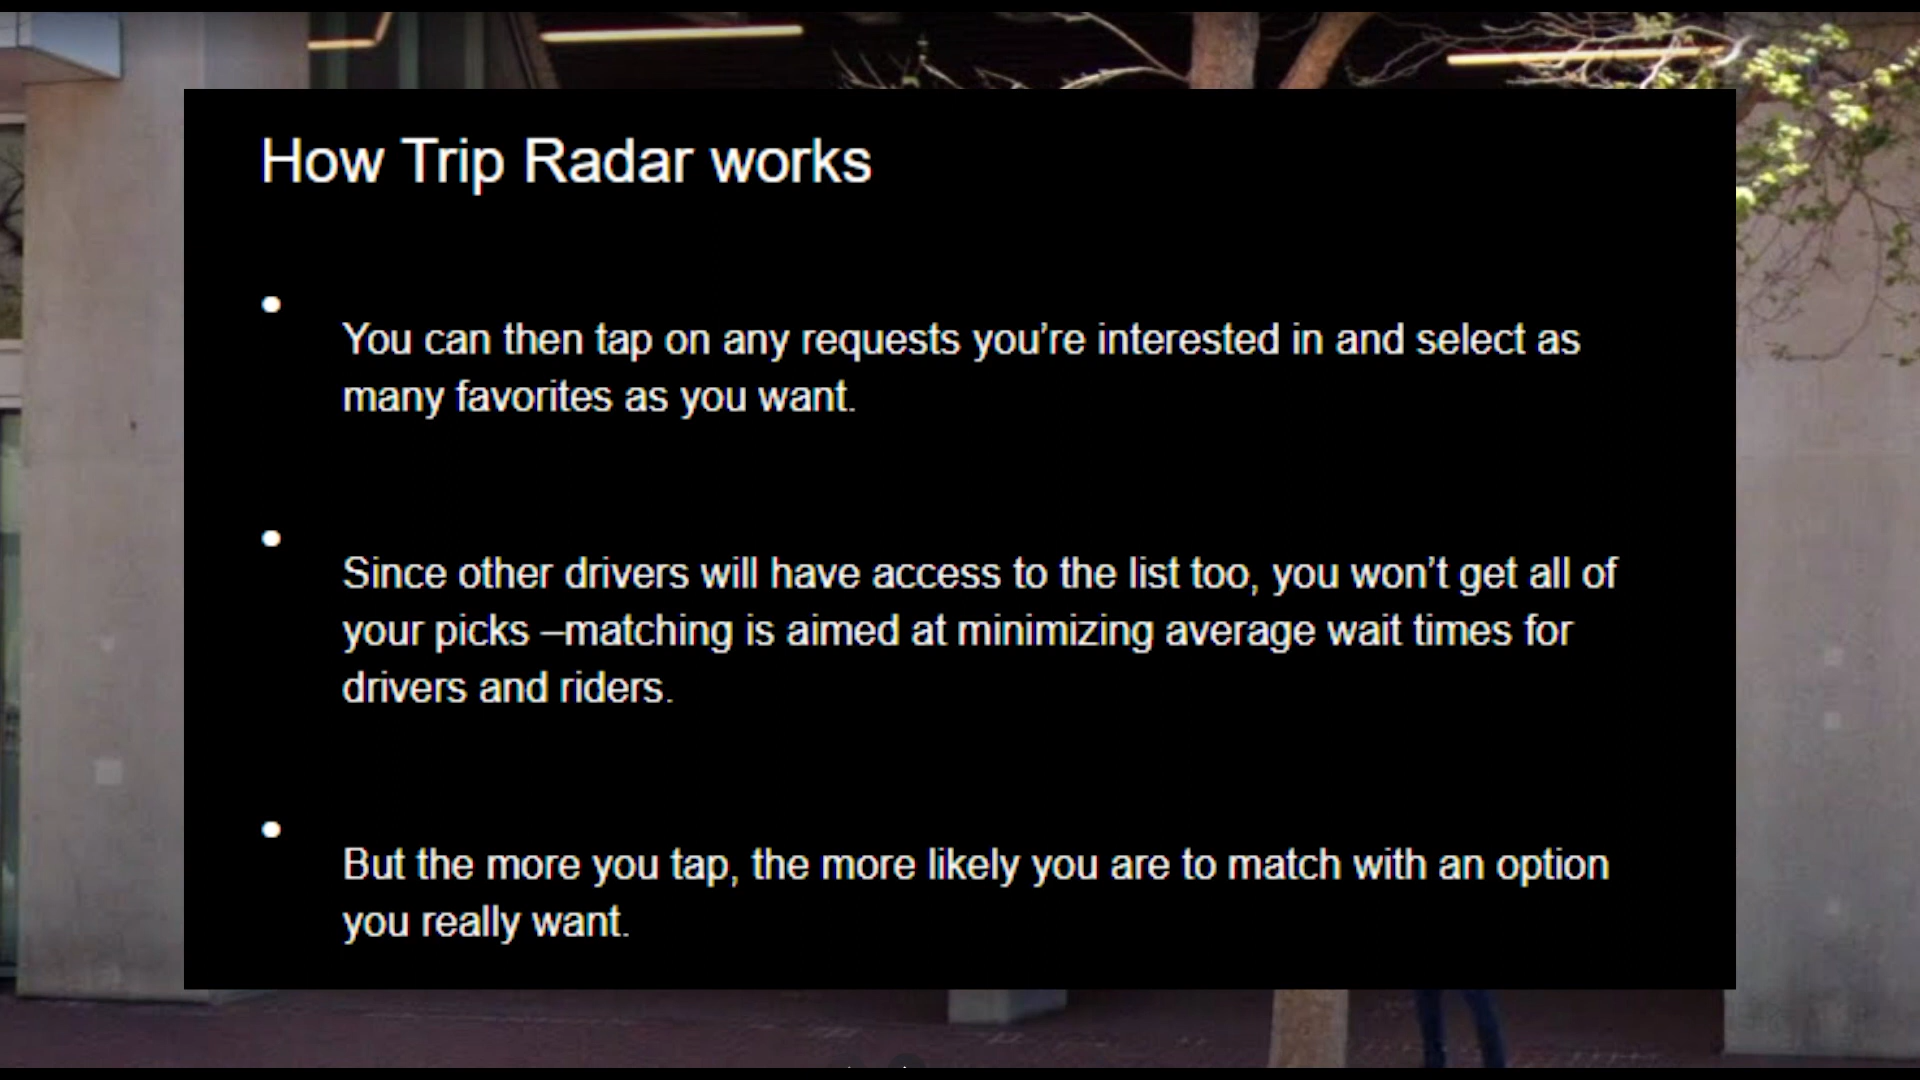 How Trip Radar works
• You can then tap on any requests you’re interested in and select as
many favorites as you want.
• Since other drivers will have access to the list too, you won’t get all of
your picks –matching is aimed at minimizing average wait times for
drivers and riders.
• But the more you tap, the more likely you are to match with an option
you really want.